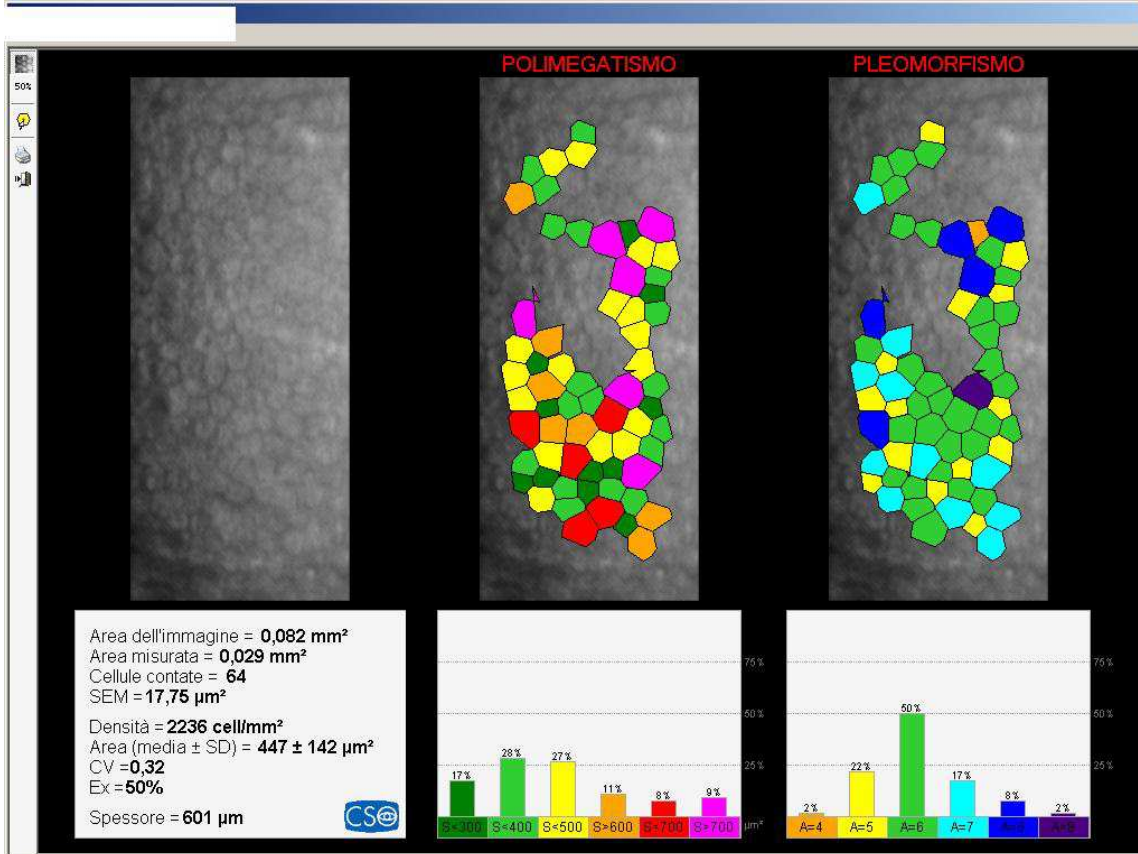 50%
POLIMEGATISMO
PLEOMORFISMO
Area dell'immagine = 0,082 mm²
Area misurata = 0,029 mm²
Cellule contate = 64
SEM = 17,75 µm²
Densità = 2236 cell/mm²
Area (media ± SD) = 447 ± 142 µm²
CV = 0,32
Ex = 50%
Spessore = 601 µm
CSO
75%
50%
25%
17%
28%
27%
11%
8%
9%
S<300 S<400 S<500 S>600 S<700 S>700 µm²
75%
50%
25%
2%
22%
50%
17%
8%
2%
A=4 A=5 A=6 A=7